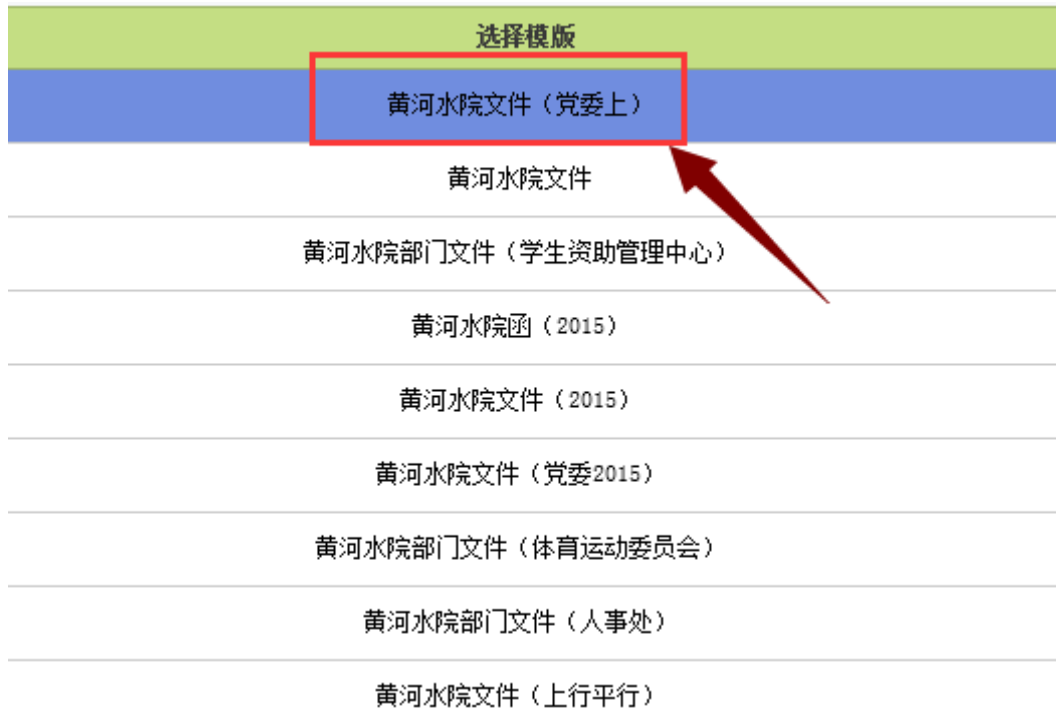 选择模版
黄河水院文件（党委上）
黄河水院文件
黄河水院部门文件（学生资助管理中心）
黄河水院函（2015）
黄河水院文件（2015）
黄河水院文件（党委2015）
黄河水院部门文件（体育运动委员会）
黄河水院部门文件（人事处）
黄河水院文件（上行平行）